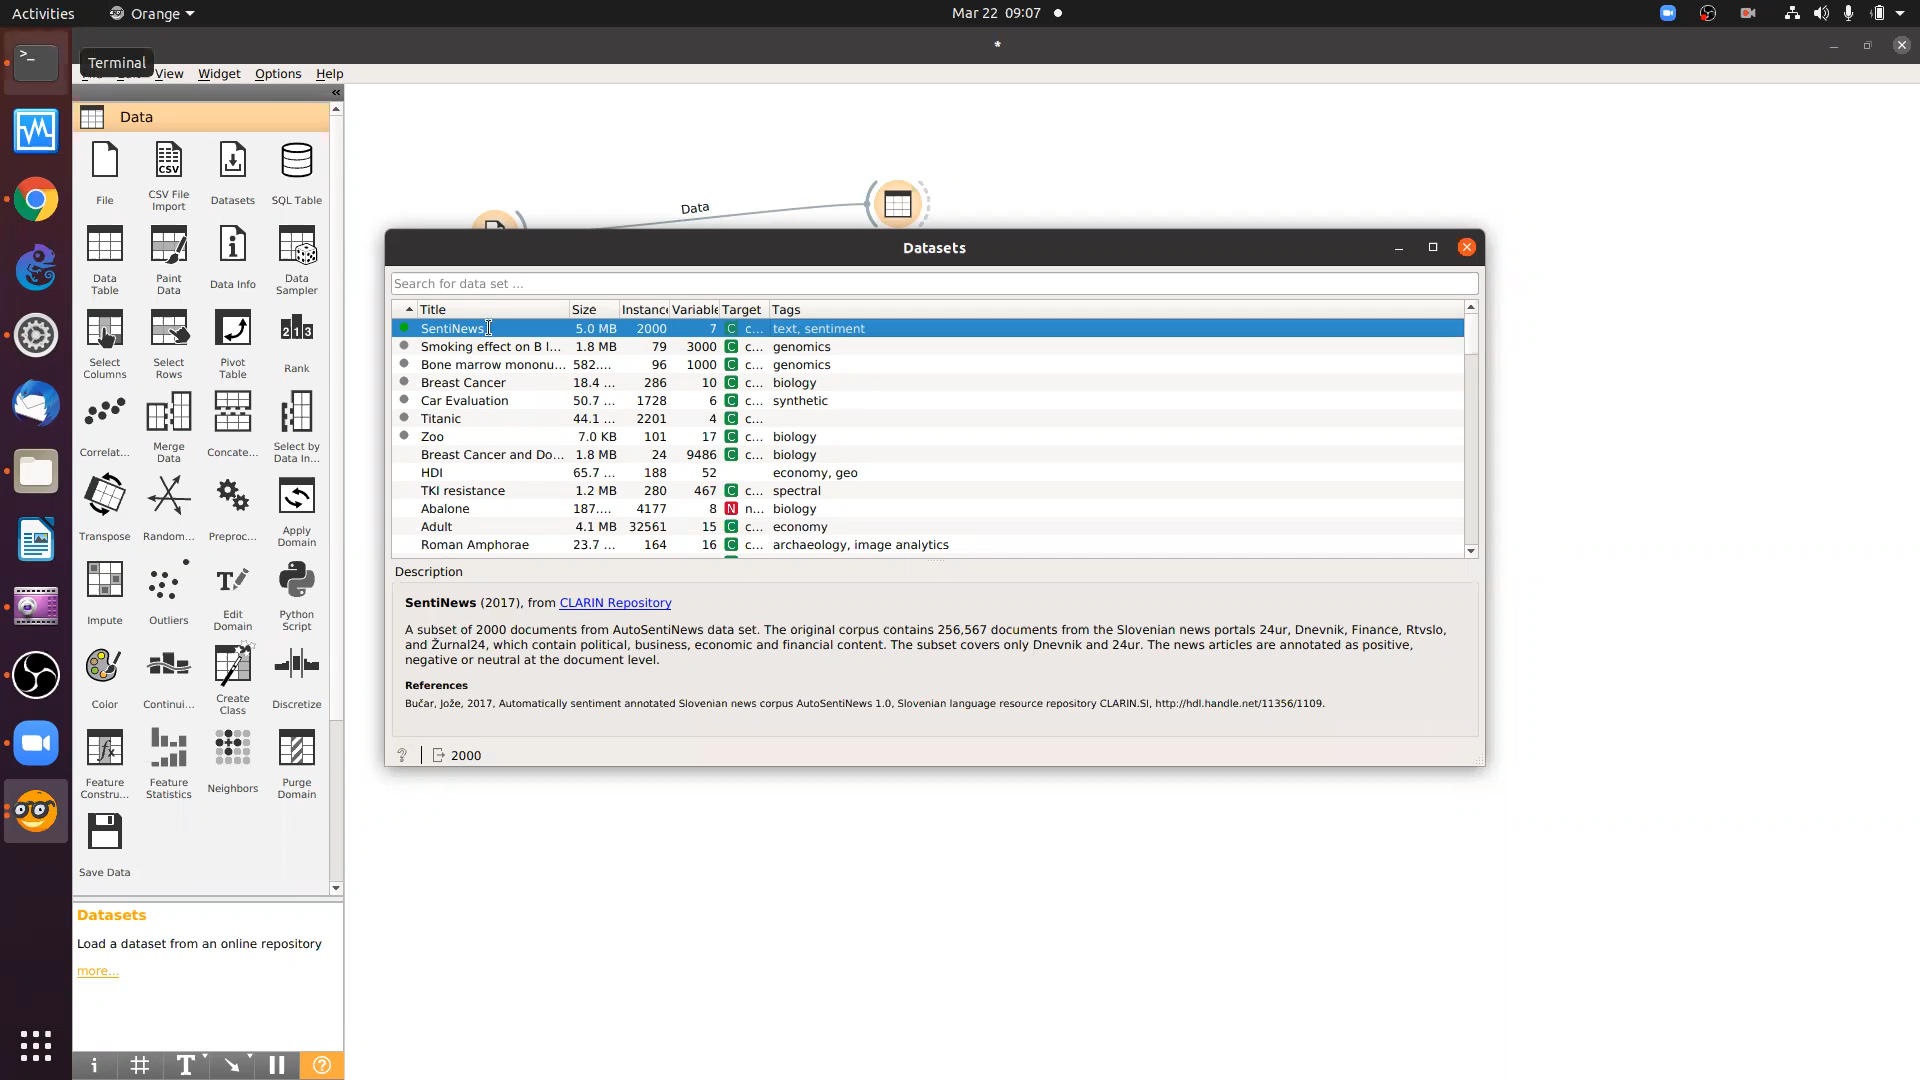 Activities Orange Mar 22 09:07
*
Terminal
View Widget Options Help
Data
File CSV File Import Datasets SQL Table
Data Table Paint Data Data Info Data Sampler
Select Columns Select Rows Pivot Table Rank
Correlat... Merge Data Concate... Select by Data In...
Transpose Random... Preproc... Apply Domain
Impute Outliers Edit Domain Python Script
Color Continui... Create Class Discretize
Feature Constru... Feature Statistics Neighbors Purge Domain
Save Data
Datasets
Load a dataset from an online repository
more...
Data
Datasets
Search for data set ...
Title Size Instanc Variable Target Tags
SentiNews 5.0 MB 2000 7 C c... text, sentiment
Smoking effect on B l... 1.8 MB 79 3000 C c... genomics
Bone marrow mononu... 582.... 96 1000 C c... genomics
Breast Cancer 18.4 ... 286 10 C c... biology
Car Evaluation 50.7 ... 1728 6 C c... synthetic
Titanic 44.1 ... 2201 4 C c...
Zoo 7.0 KB 101 17 C c... biology
Breast Cancer and Do... 1.8 MB 24 9486 C c... biology
HDI 65.7 ... 188 52 economy, geo
TKI resistance 1.2 MB 280 467 C c... spectral
Abalone 187.... 4177 8 N n... biology
Adult 4.1 MB 32561 15 C c... economy
Roman Amphorae 23.7 ... 164 16 C c... archaeology, image analytics
Description
SentiNews (2017), from CLARIN Repository
A subset of 2000 documents from AutoSentiNews data set. The original corpus contains 256,567 documents from the Slovenian news portals 24ur, Dnevnik, Finance, Rtvslo,
and Žurnal24, which contain political, business, economic and financial content. The subset covers only Dnevnik and 24ur. The news articles are annotated as positive,
negative or neutral at the document level.
References
Bučar, Jože, 2017, Automatically sentiment annotated Slovenian news corpus AutoSentiNews 1.0, Slovenian language resource repository CLARIN.SI, http://hdl.handle.net/11356/1109.
? 2000